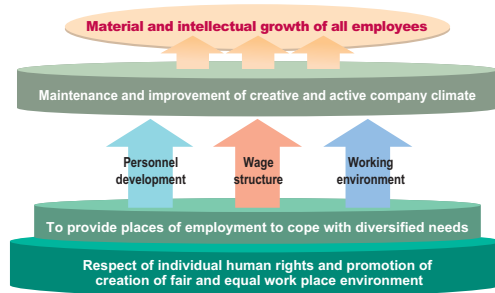 Material and intellectual growth of all employees
Maintenance and improvement of creative and active company climate
Personnel
development
Wage
structure
Working
environment
To provide places of employment to cope with diversified needs
Respect of individual human rights and promotion of
creation of fair and equal work place environment